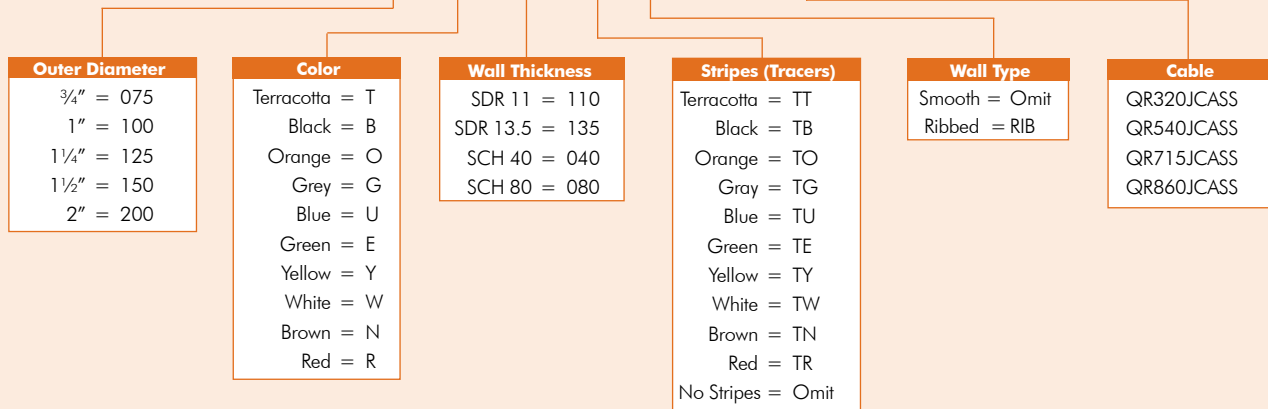 Outer Diameter
¾" = 075
1" = 100
1¼" = 125
1½" = 150
2" = 200
Color
Terracotta = T
Black = B
Orange = O
Grey = G
Blue = U
Green = E
Yellow = Y
White = W
Brown = N
Red = R
Wall Thickness
SDR 11 = 110
SDR 13.5 = 135
SCH 40 = 040
SCH 80 = 080
Stripes (Tracers)
Terracotta = TT
Black = TB
Orange = TO
Gray = TG
Blue = TU
Green = TE
Yellow = TY
White = TW
Brown = TN
Red = TR
No Stripes = Omit
Wall Type
Smooth = Omit
Ribbed = RIB
Cable
QR320JCASS
QR540JCASS
QR715JCASS
QR860JCASS